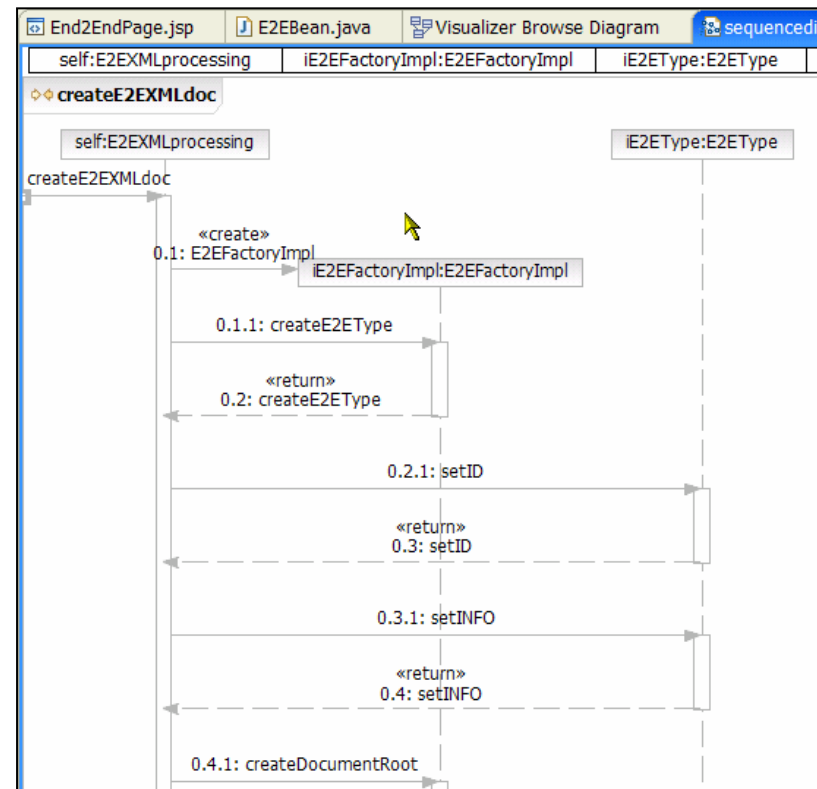 End2EndPage.jsp E2EBean.java Visualizer Browse Diagram sequencedi
self:E2EXMLprocessing iE2EFactoryImpl:E2EFactoryImpl iE2EType:E2EType
createE2EXMLdoc
self:E2EXMLprocessing iE2EType:E2EType
createE2EXMLdoc
«create»
0.1: E2EFactoryImpl
iE2EFactoryImpl:E2EFactoryImpl
0.1.1: createE2EType
«return»
0.2: createE2EType
0.2.1: setID
«return»
0.3: setID
0.3.1: setINFO
«return»
0.4: setINFO
0.4.1: createDocumentRoot